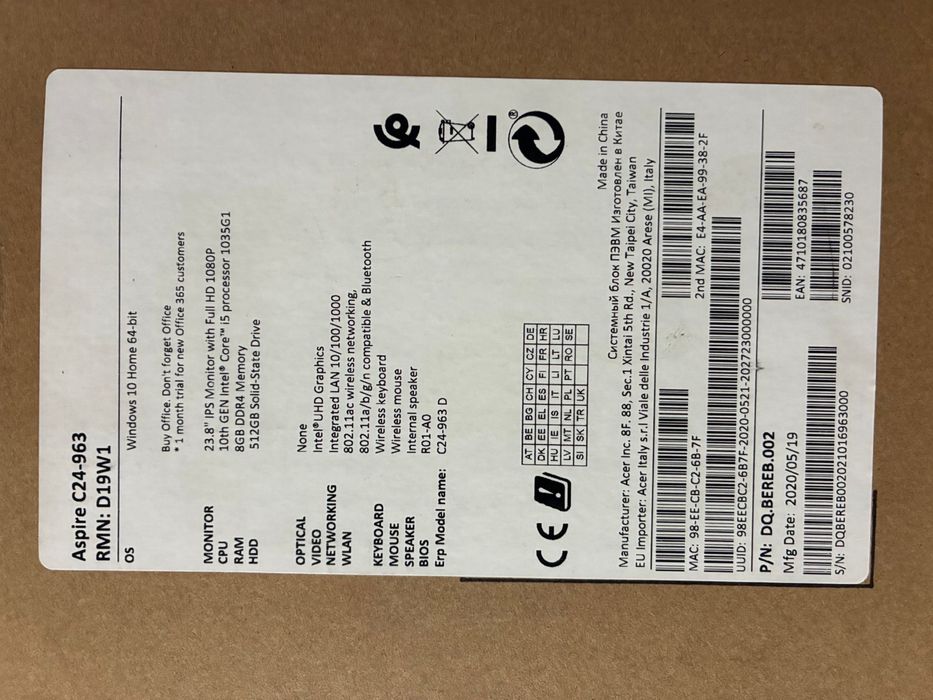 Aspire C24-963
RMIN: D19W1
OS Windows 10 Home 64-bit
Buy Office. Don't forget Office
* 1 month trial for new Office 365 customers
MONITOR 23.8" IPS Monitor with Full HD 1080P
CPU 10th GEN Intel® Core™ i5 processor 1035G1
RAM 8GB DDR4 Memory
HDD 512GB Solid-State Drive
OPTICAL None
VIDEO Intel® UHD Graphics
NETWORKING Integrated LAN 10/100/1000
WLAN 802.11ac wireless networking,
802.11a/b/g/n compatible & Bluetooth
KEYBOARD Wireless keyboard
MOUSE Wireless mouse
SPEAKER Internal speaker
BIOS R01-A0
Erp Model name: C24-963 D
CE
AT BE BG CH CY CZ DE
DK EE EL ES FI FR HR
HU IE IS IT LI LT LU
LV MT NL PL PT RO SE
SI SK TR UK
®
Made in China
Системный блок ПЭВМ Изготовлен в Китае
Manufacturer: Acer Inc. 8F, 88, Sec.1 Xintai 5th Rd., New Taipei City, Taiwan
EU Importer: Acer Italy s.r.l Viale delle Industrie 1/A, 20020 Arese (MI), Italy
MAC: 98-EE-CB-C2-6B-7F
2nd MAC: E4-AA-EA-99-38-2F
UUID: 98EECBC2-6B7F-2020-0521-202723000000
P/N: DQ.BEREB.002
Mfg Date: 2020/05/19
EAN: 4710180835687
S/N: DQBEREB002021016963000
SNID: 02100578230